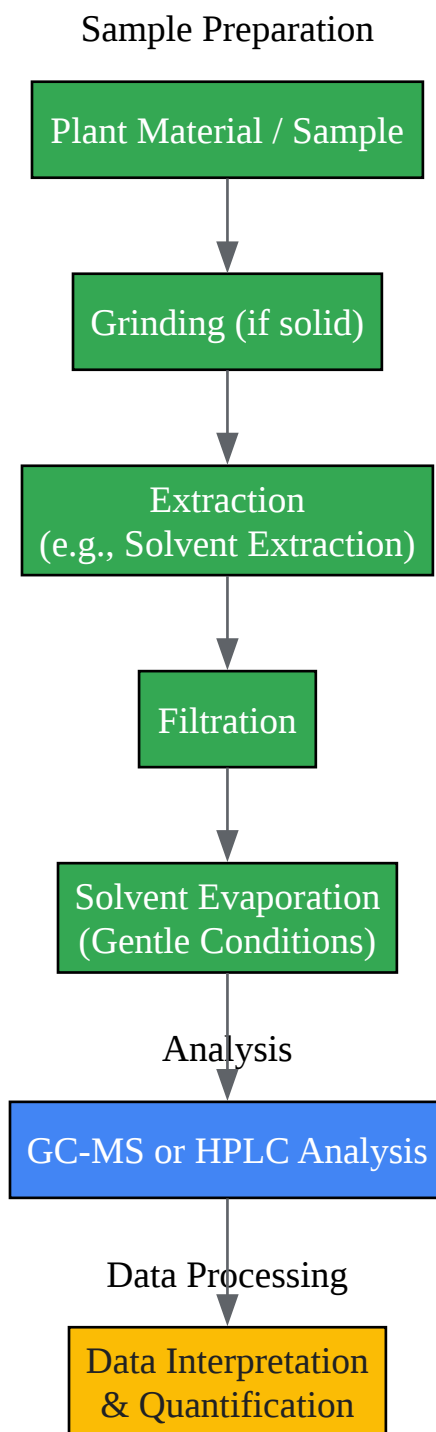 Sample Preparation
Plant Material / Sample
Grinding (if solid)
Extraction
(e.g., Solvent Extraction)
Filtration
Solvent Evaporation
(Gentle Conditions)
Analysis
GC-MS or HPLC Analysis
Data Processing
Data Interpretation
& Quantification